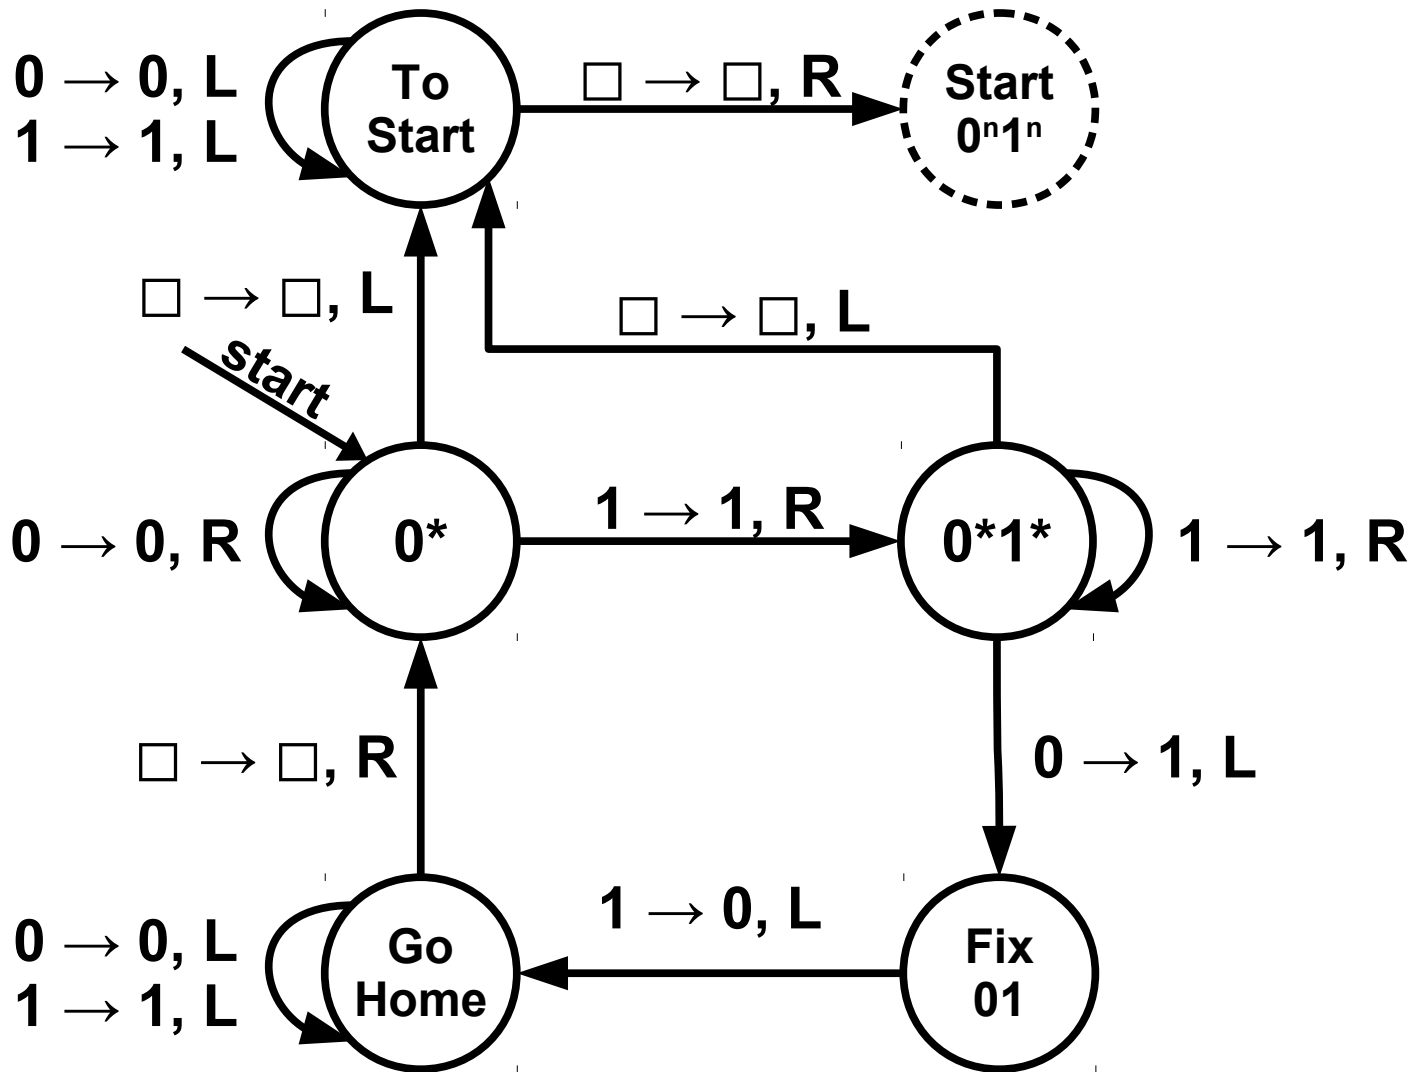 0 → 0, L
1 → 1, L
To
Start
□ → □, R
Start
0ⁿ1ⁿ
□ → □, L
□ → □, L
start
0 → 0, R
0*
1 → 1, R
0*1*
1 → 1, R
□ → □, R
0 → 1, L
0 → 0, L
1 → 1, L
Go
Home
1 → 0, L
Fix
01